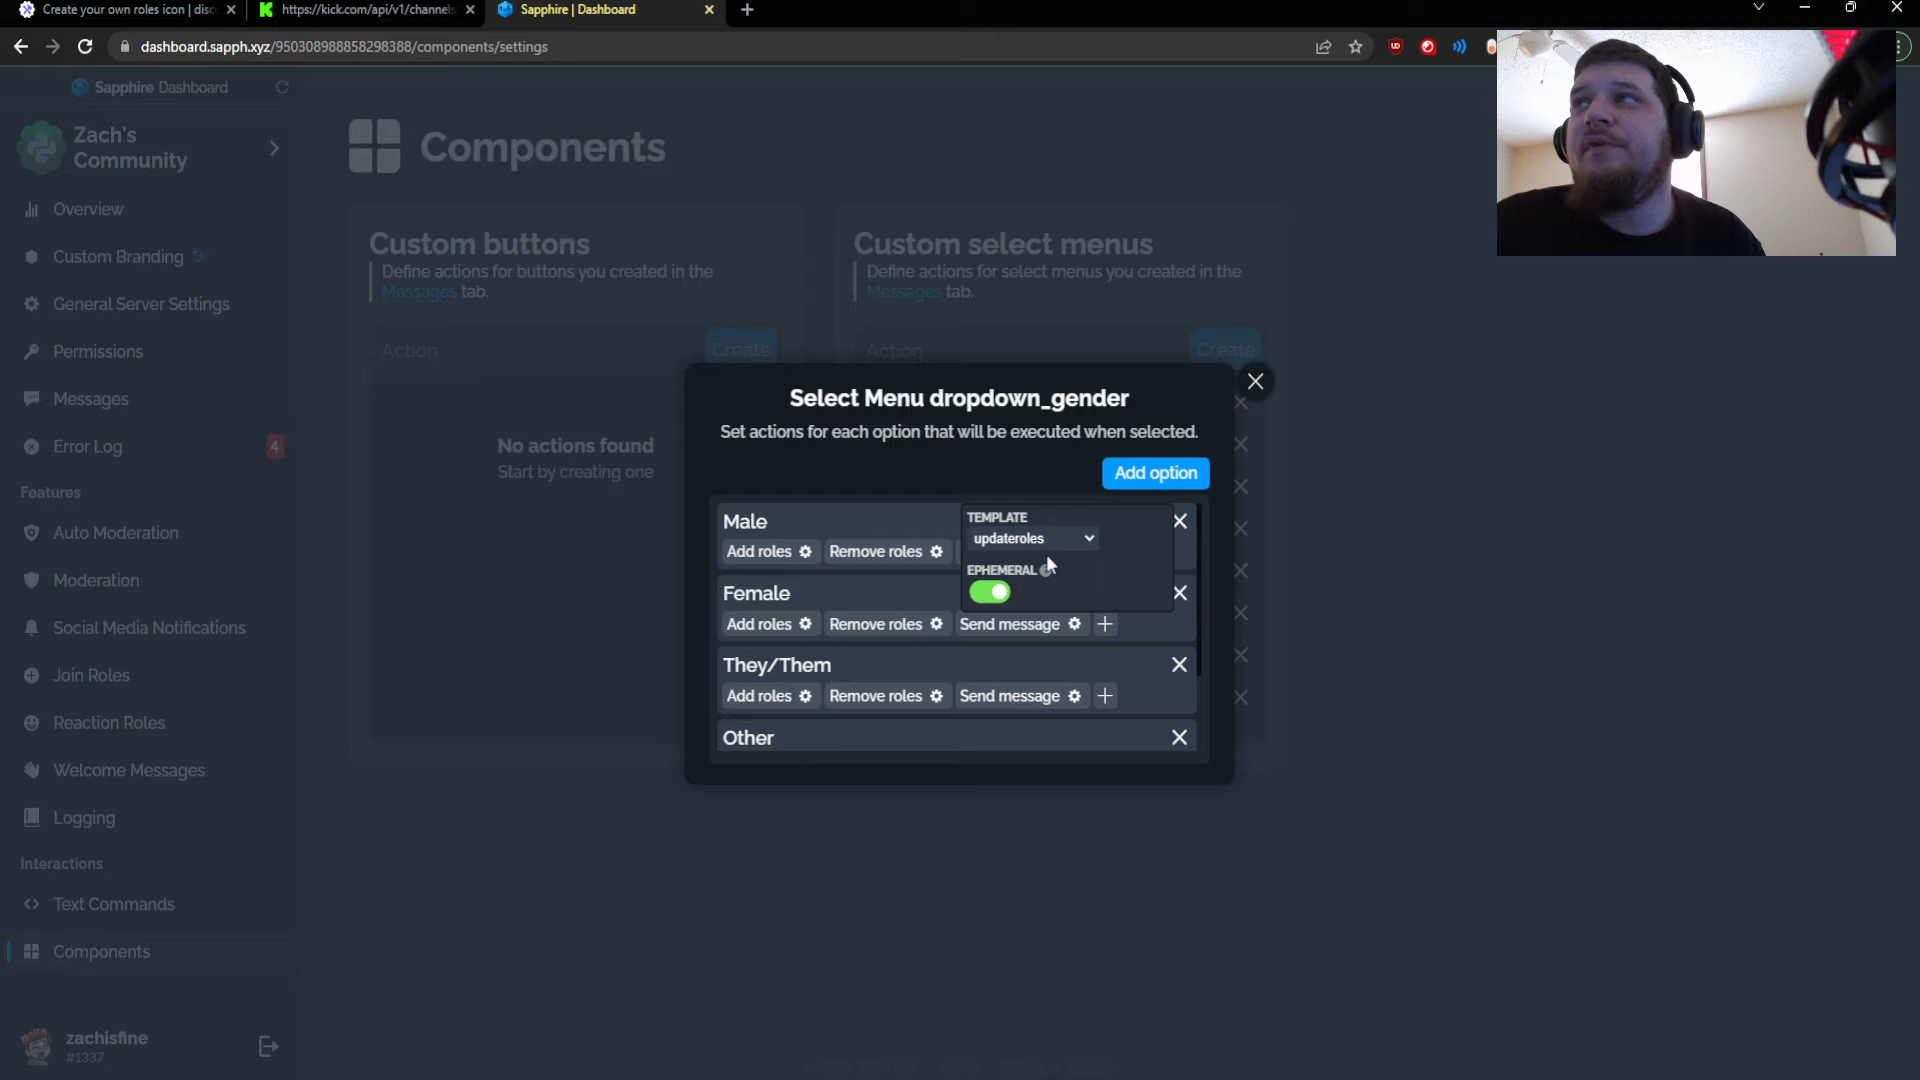 Create your own roles icon | disc
https://kick.com/api/v1/channels
Sapphire | Dashboard
dashboard.sapph.xyz/950308988858298388/components/settings
Sapphire Dashboard
Zach's
Community
Overview
Custom Branding
General Server Settings
Permissions
Messages
Error Log 4
Features
Auto Moderation
Moderation
Social Media Notifications
Join Roles
Reaction Roles
Welcome Messages
Logging
Interactions
Text Commands
Components
zachisfine
#1337
Components
Custom buttons
Define actions for buttons you created in the
Messages tab.
Action Create
No actions found
Start by creating one
Custom select menus
Define actions for select menus you created in the
Messages tab.
Action Create
Select Menu dropdown_gender
Set actions for each option that will be executed when selected.
Add option
Male
Add roles Remove roles
TEMPLATE
updateroles
EPHEMERAL
Female
Add roles Remove roles Send message
They/Them
Add roles Remove roles Send message
Other